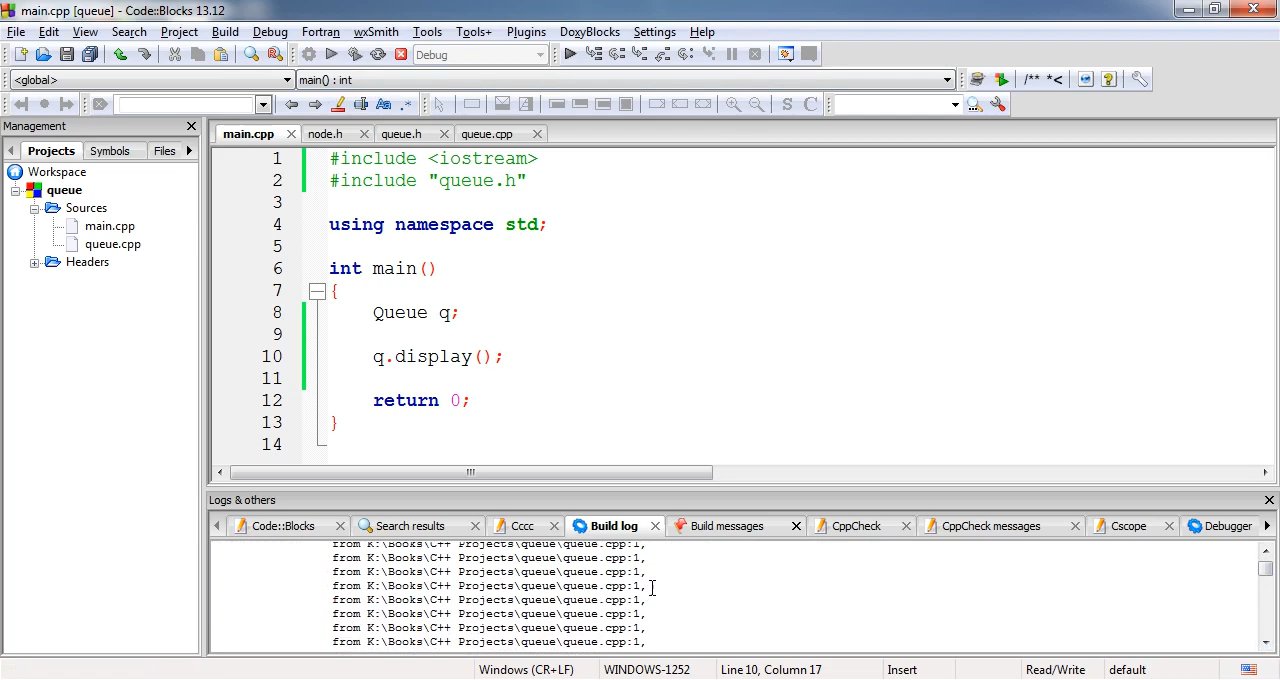 main.cpp [queue] - Code::Blocks 13.12
File Edit View Search Project Build Debug Fortran wxSmith Tools Tools+ Plugins DoxyBlocks Settings Help
Debug
<global> main() : int /** *<
Aa .* S C
Management
main.cpp node.h queue.h queue.cpp
Projects Symbols Files
Workspace
queue
Sources
main.cpp
queue.cpp
Headers
1 #include <iostream>
2 #include "queue.h"
3
4 using namespace std;
5
6 int main()
7 {
8 Queue q;
9
10 q.display();
11
12 return 0;
13 }
14
Logs & others
Code::Blocks Search results Cccc Build log Build messages CppCheck CppCheck messages Cscope Debugger
from K:\Books\C++ Projects\queue\queue.cpp:1,
from K:\Books\C++ Projects\queue\queue.cpp:1,
from K:\Books\C++ Projects\queue\queue.cpp:1,
from K:\Books\C++ Projects\queue\queue.cpp:1,
from K:\Books\C++ Projects\queue\queue.cpp:1,
from K:\Books\C++ Projects\queue\queue.cpp:1,
from K:\Books\C++ Projects\queue\queue.cpp:1,
from K:\Books\C++ Projects\queue\queue.cpp:1,
Windows (CR+LF) WINDOWS-1252 Line 10, Column 17 Insert Read/Write default